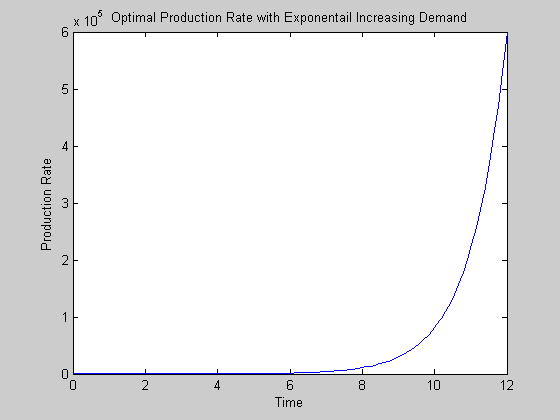 x 10^5 Optimal Production Rate with Exponentail Increasing Demand
6
5
4
3
2
1
0
Production Rate
0 2 4 6 8 10 12
Time